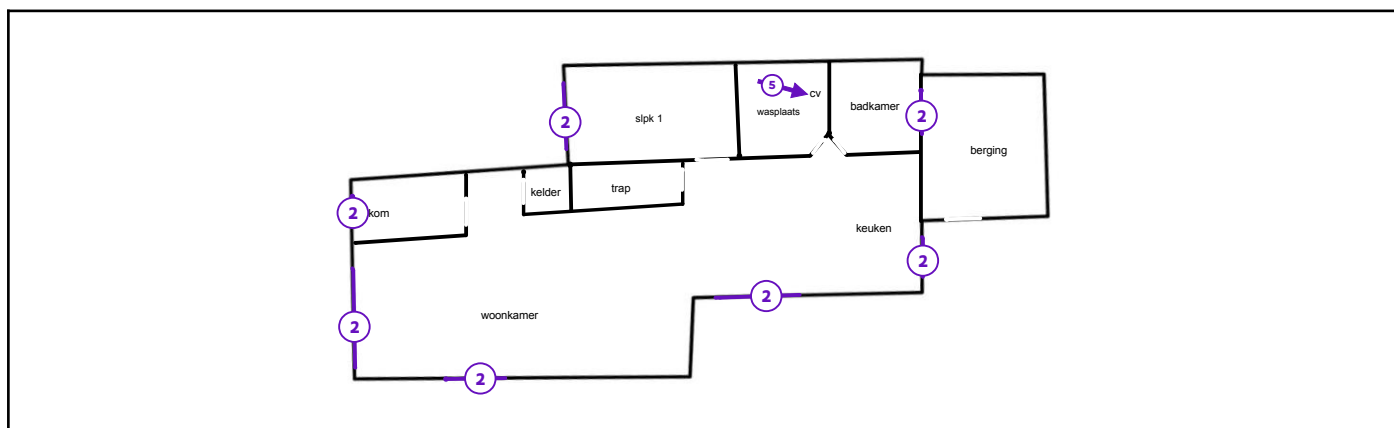 5
cv
wasplaats
badkamer
2
slpk 1
2
berging
kelder
trap
2
kom
keuken
2
2
woonkamer
2
2